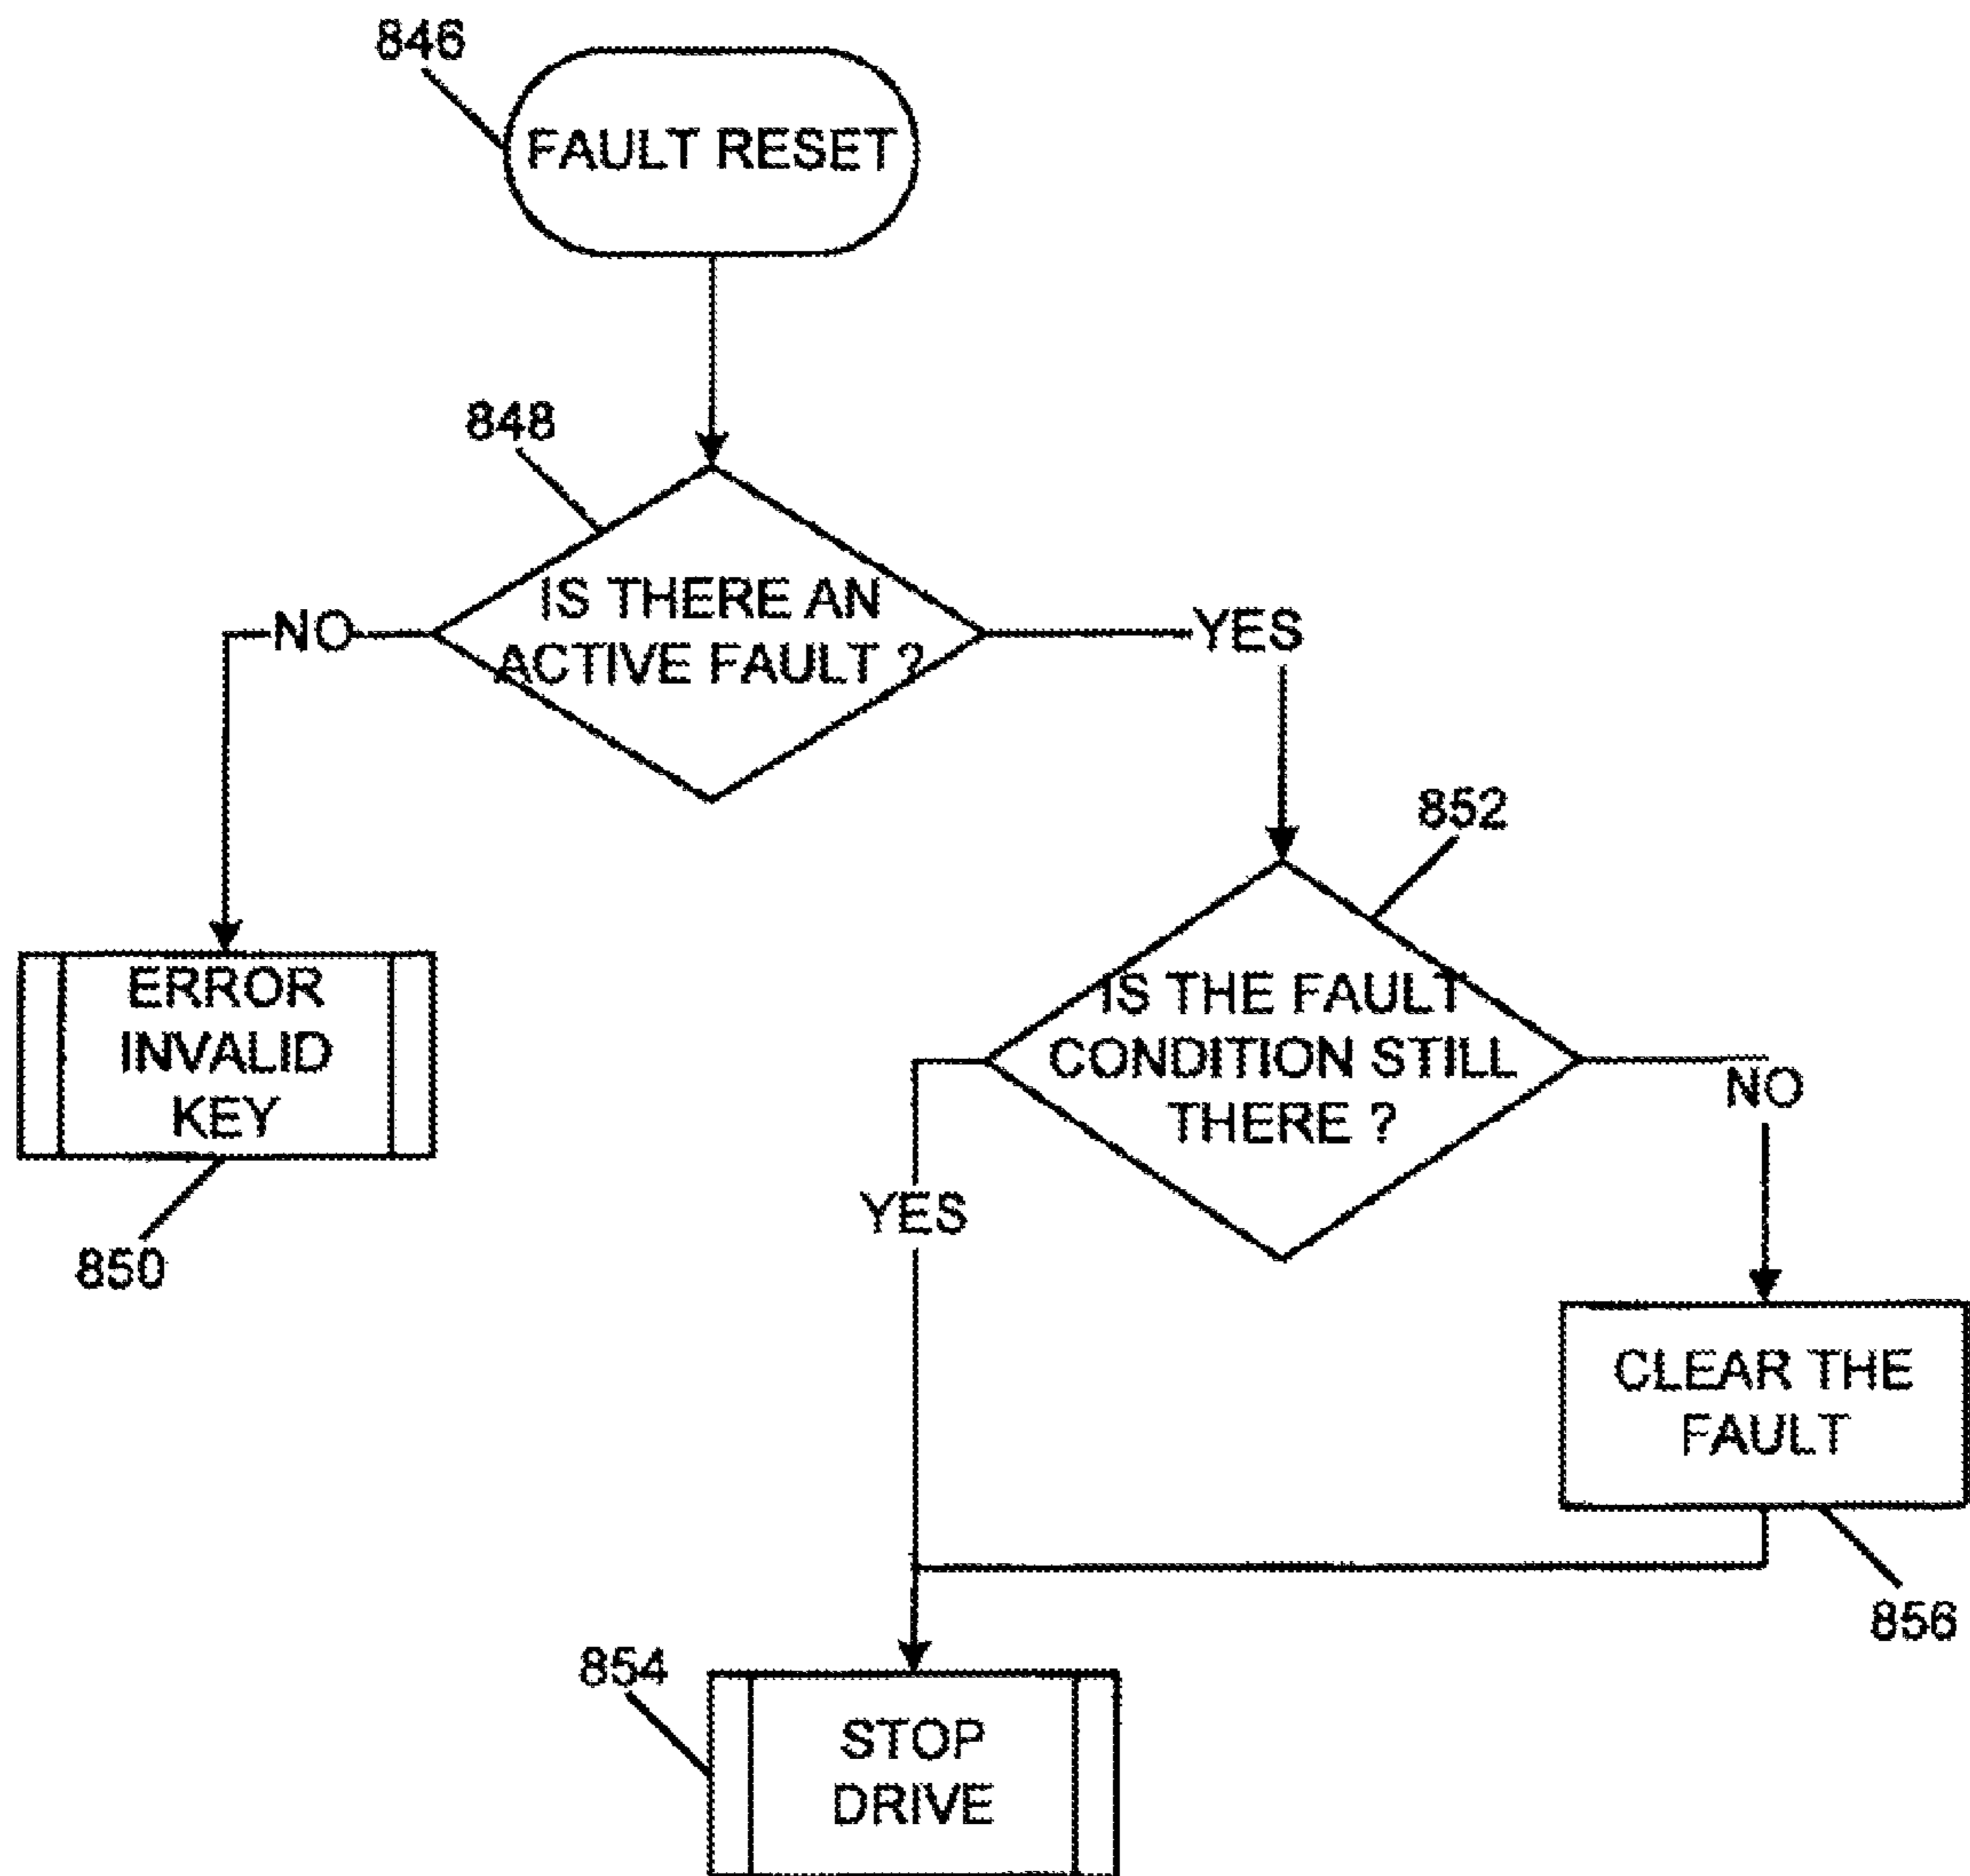 846
FAULT RESET
848
IS THERE AN
ACTIVE FAULT ?
NO
YES
852
ERROR
INVALID
KEY
850
IS THE FAULT
CONDITION STILL
THERE ?
YES
NO
CLEAR THE
FAULT
856
854
STOP
DRIVE